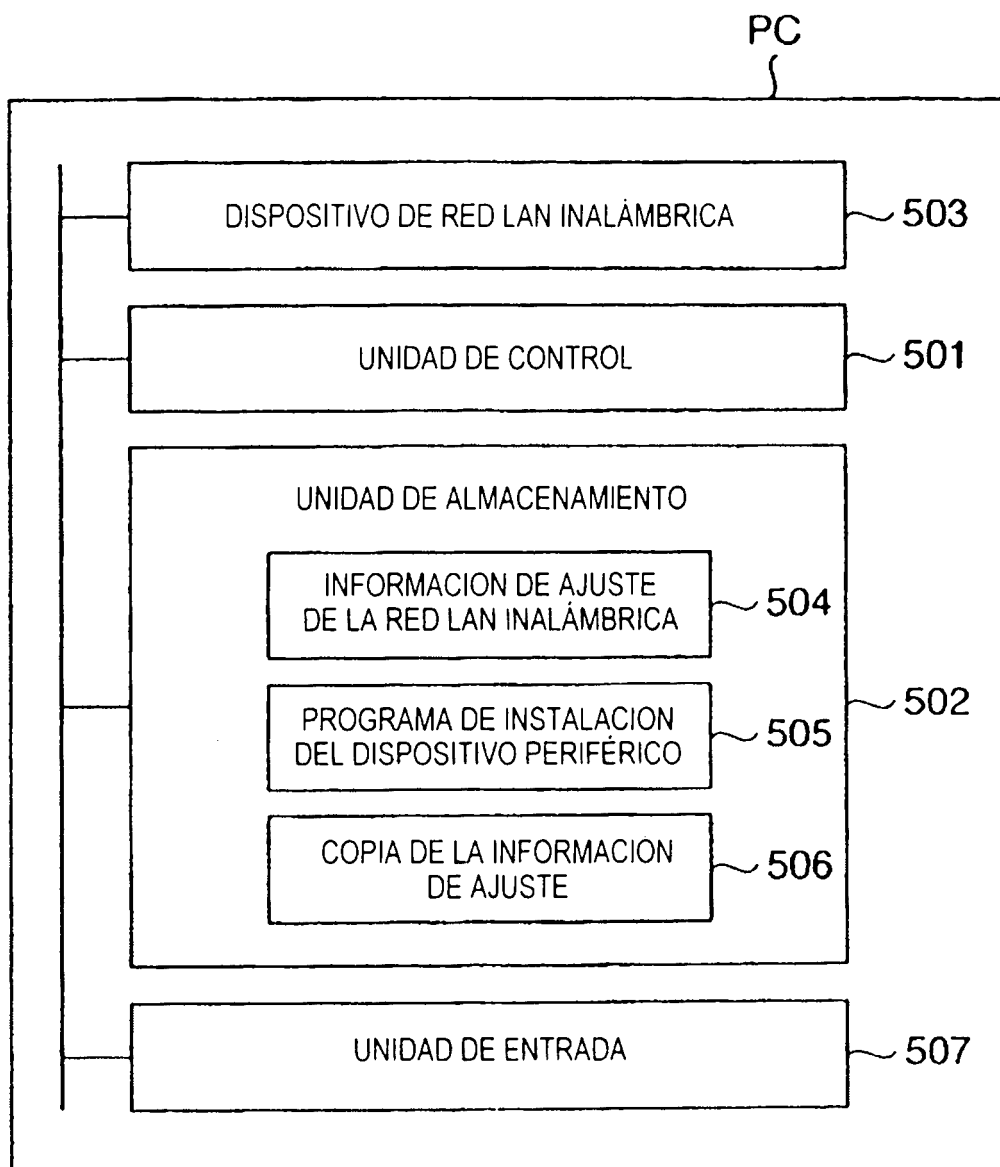 PC
DISPOSITIVO DE RED LAN INALÁMBRICA
503
UNIDAD DE CONTROL
501
UNIDAD DE ALMACENAMIENTO
INFORMACION DE AJUSTE
DE LA RED LAN INALÁMBRICA
504
502
PROGRAMA DE INSTALACION
DEL DISPOSITIVO PERIFÉRICO
505
COPIA DE LA INFORMACION
DE AJUSTE
506
UNIDAD DE ENTRADA
507